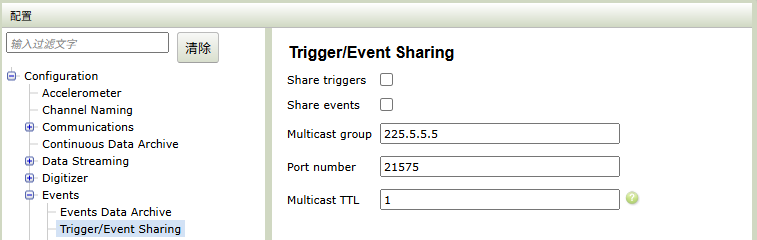 配置
输入过滤文字
清除
Configuration
Accelerometer
Channel Naming
Communications
Continuous Data Archive
Data Streaming
Digitizer
Events
Events Data Archive
Trigger/Event Sharing
Trigger/Event Sharing
Share triggers
Share events
Multicast group 225.5.5.5
Port number 21575
Multicast TTL 1 ?